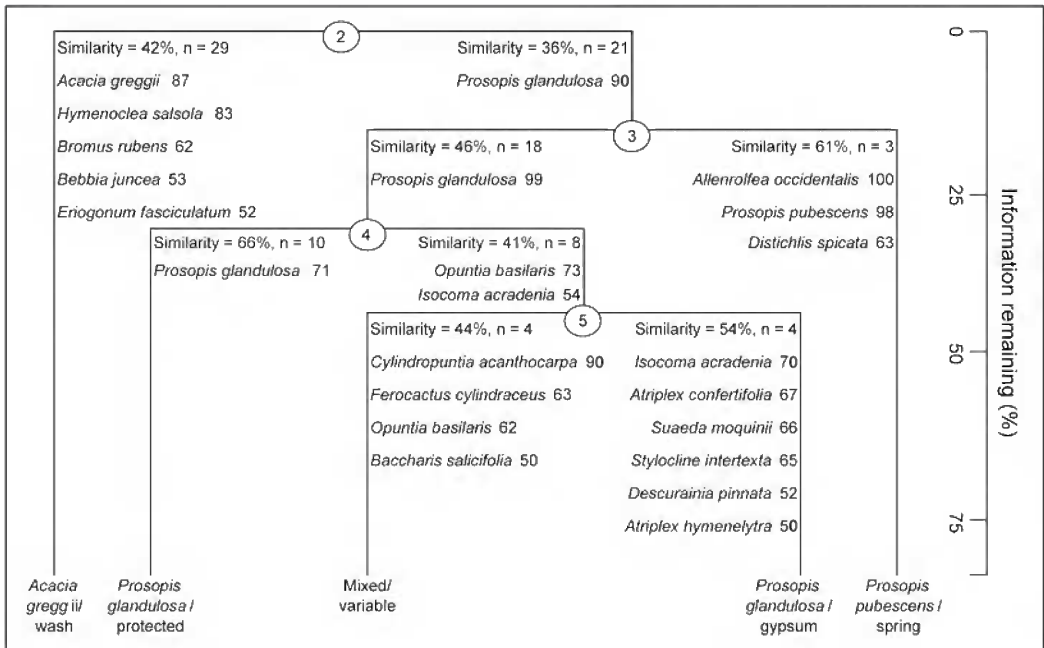 2
Similarity = 42%, n = 29
Acacia greggii 87
Hymenoclea salsola 83
Bromus rubens 62
Bebbia juncea 53
Eriogonum fasciculatum 52
Similarity = 36%, n = 21
Prosopis glandulosa 90
3
Similarity = 46%, n = 18
Prosopis glandulosa 99
Similarity = 61%, n = 3
Allenrolfea occidentalis 100
Prosopis pubescens 98
Distichlis spicata 63
4
Similarity = 66%, n = 10
Prosopis glandulosa 71
Similarity = 41%, n = 8
Opuntia basilaris 73
Isocoma acradenia 54
5
Similarity = 44%, n = 4
Cylindropuntia acanthocarpa 90
Ferocactus cylindraceus 63
Opuntia basilaris 62
Baccharis salicifolia 50
Similarity = 54%, n = 4
Isocoma acradenia 70
Atriplex confertifolia 67
Suaeda moquinii 66
Stylocline intertexta 65
Descurainia pinnata 52
Atriplex hymenelytra 50
Acacia
gregg ii/
wash
Prosopis
glandulosa /
protected
Mixed/
variable
Prosopis
glandulosa /
gypsum
Prosopis
pubescens /
spring
0
25
50
75
Information remaining (%)